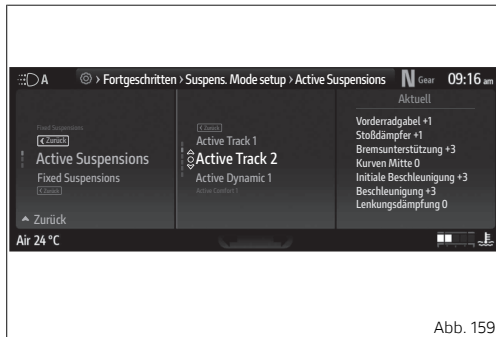 A
› Fortgeschritten › Suspens. Mode setup › Active Suspensions
N Gear
09:16 am
Fixed Suspensions
‹ Zurück
Active Suspensions
Fixed Suspensions
‹ Zurück
Zurück
‹ Zurück
Active Track 1
Active Track 2
Active Dynamic 1
Active Comfort 1
Aktuell
Vorderradgabel +1
Stoßdämpfer +1
Bremsunterstützung +3
Kurven Mitte 0
Initiale Beschleunigung +3
Beschleunigung +3
Lenkungsdämpfung 0
Air 24 °C
Abb. 159